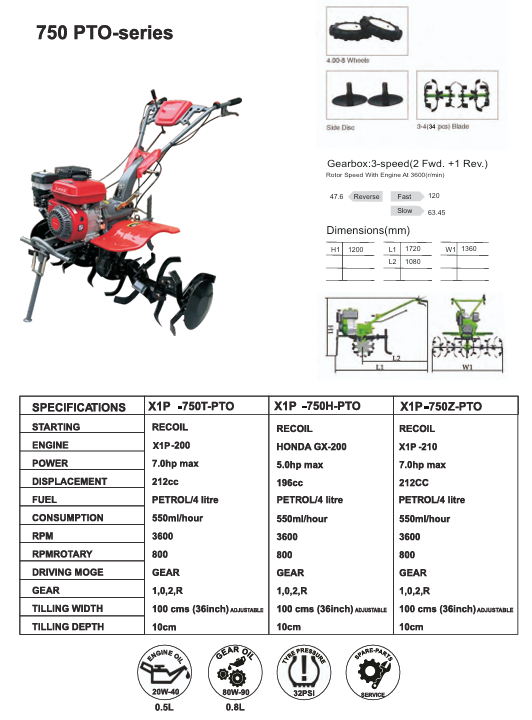 750 PTO-series
4.00-8 Wheels
Side Disc
3-4(34 pcs) Blade
Gearbox:3-speed(2 Fwd. +1 Rev.)
Rotor Speed With Engine At 3600(r/min)
47.6 Reverse Fast 120
Slow 63.45
Dimensions(mm)
H1 1200 L1 1720 W1 1360
L2 1080
H1
L2
L1
W1
SPECIFICATIONS X1P -750T-PTO X1P -750H-PTO X1P-750Z-PTO
STARTING RECOIL RECOIL RECOIL
ENGINE X1P-200 HONDA GX-200 X1P -210
POWER 7.0hp max 5.0hp max 7.0hp max
DISPLACEMENT 212cc 196cc 212CC
FUEL PETROL/4 litre PETROL/4 litre PETROL/4 litre
CONSUMPTION 550ml/hour 550ml/hour 550ml/hour
RPM 3600 3600 3600
RPMROTARY 800 800 800
DRIVING MOGE GEAR GEAR GEAR
GEAR 1,0,2,R 1,0,2,R 1,0,2,R
TILLING WIDTH 100 cms (36inch) ADJUSTABLE 100 cms (36inch) ADJUSTABLE 100 cms (36inch) ADJUSTABLE
TILLING DEPTH 10cm 10cm 10cm
ENGINE OIL GEAR OIL TYRE PRESSURE SPARE-PARTS
20W-40 80W-90 32PSI SERVICE
0.5L 0.8L